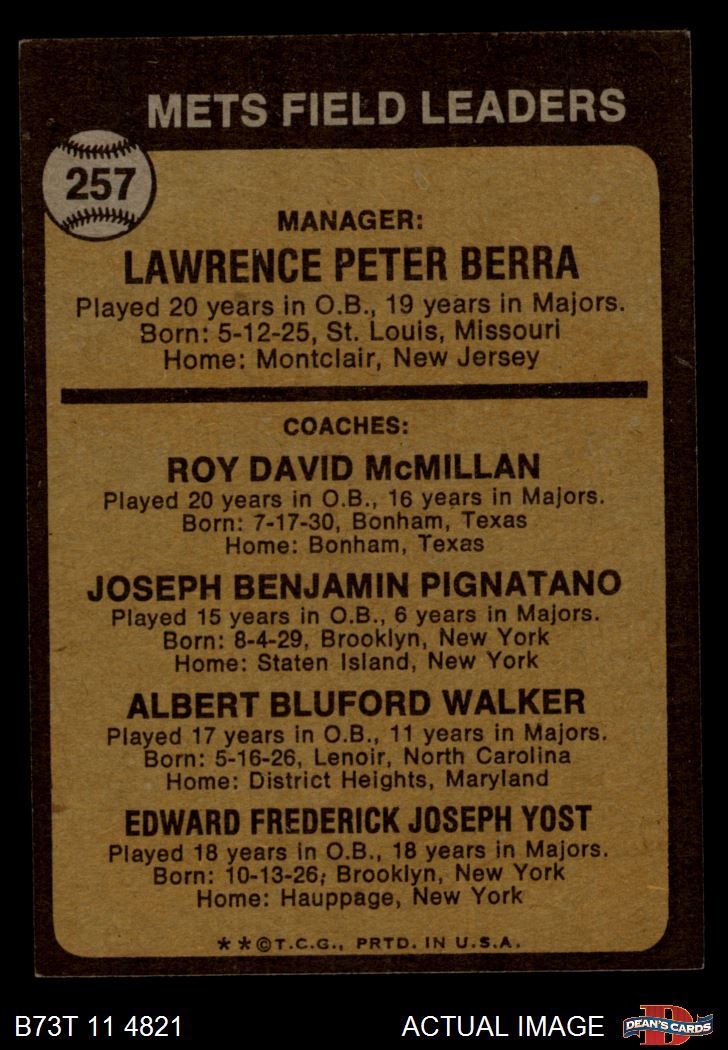 METS FIELD LEADERS
257
MANAGER:
LAWRENCE PETER BERRA
Played 20 years in O.B., 19 years in Majors.
Born: 5-12-25, St. Louis, Missouri
Home: Montclair, New Jersey
COACHES:
ROY DAVID McMILLAN
Played 20 years in O.B., 16 years in Majors.
Born: 7-17-30, Bonham, Texas
Home: Bonham, Texas
JOSEPH BENJAMIN PIGNATANO
Played 15 years in O.B., 6 years in Majors.
Born: 8-4-29, Brooklyn, New York
Home: Staten Island, New York
ALBERT BLUFORD WALKER
Played 17 years in O.B., 11 years in Majors.
Born: 5-16-26, Lenoir, North Carolina
Home: District Heights, Maryland
EDWARD FREDERICK JOSEPH YOST
Played 18 years in O.B., 18 years in Majors.
Born: 10-13-26, Brooklyn, New York
Home: Hauppage, New York
**©T.C.G., PRTD. IN U.S.A.
B73T 11 4821 ACTUAL IMAGE
D
DEAN'S CARDS